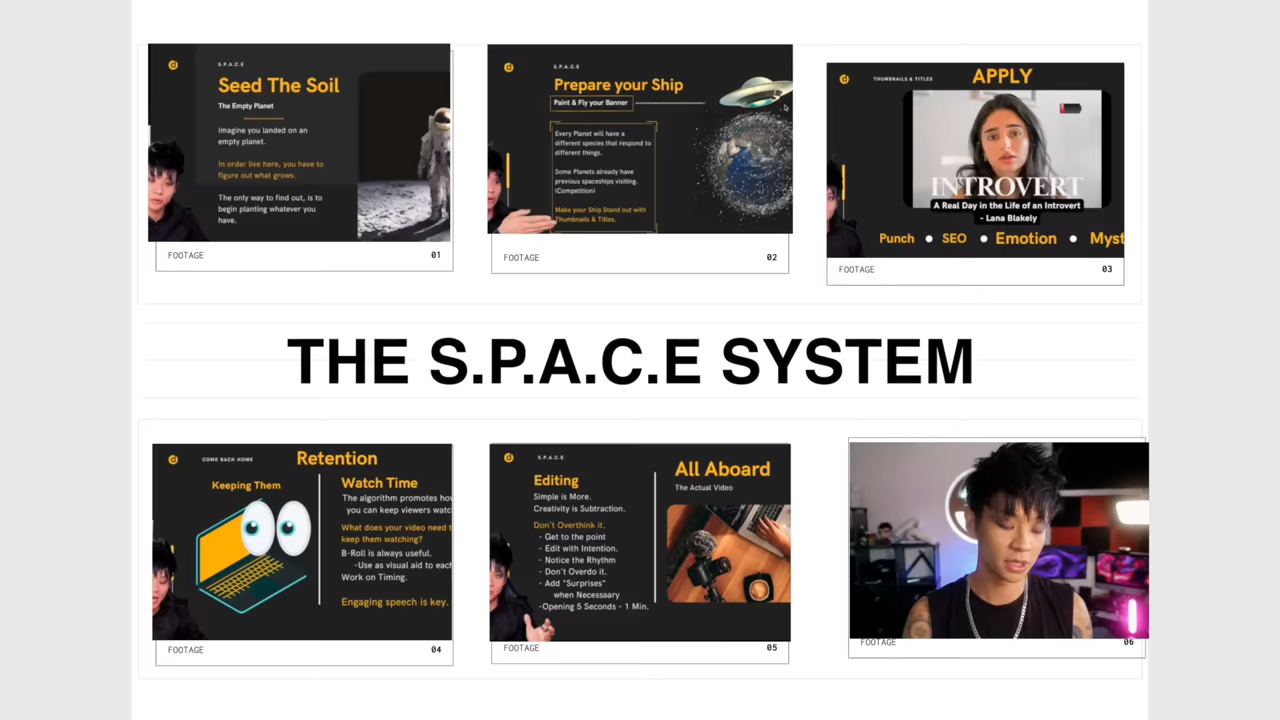 S.P.A.C.E
Seed The Soil
The Empty Planet
Imagine you landed on an
empty planet.
In order live here, you have to
figure out what grows.
The only way to find out, is to
begin planting whatever you
have.
FOOTAGE 01
S.P.A.C.E
Prepare your Ship
Paint & Fly your Banner
Every Planet will have a
different species that respond to
different things.
Some Planets already have
previous spaceships visiting.
(Competition)
Make your Ship Stand out with
Thumbnails & Titles.
FOOTAGE 02
THUMBNAILS & TITLES
APPLY
INTROVERT
A Real Day in the Life of an Introvert
- Lana Blakely
Punch • SEO • Emotion • Myst
FOOTAGE 03
THE S.P.A.C.E SYSTEM
COME BACK HOME
Retention
Keeping Them
Watch Time
The algorithm promotes how
you can keep viewers watc
What does your video need t
keep them watching?
B-Roll is always useful.
-Use as visual aid to each
Work on Timing.
Engaging speech is key.
FOOTAGE 04
S.P.A.C.E
Editing
Simple is More.
Creativity is Subtraction.
Don't Overthink it.
- Get to the point
- Edit with Intention.
- Notice the Rhythm
- Don't Overdo it.
- Add "Surprises"
when Necessaary
-Opening 5 Seconds - 1 Min.
All Aboard
The Actual Video
FOOTAGE 05
FOOTAGE 06